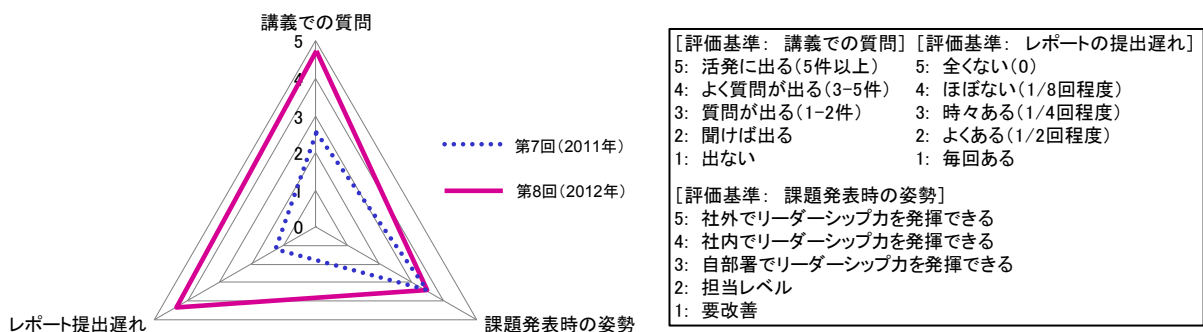 講義での質問
5
4
3
2
1
0
レポート提出遅れ
課題発表時の姿勢
第7回(2011年)
第8回(2012年)
[評価基準: 講義での質問] [評価基準: レポートの提出遅れ]
5: 活発に出る(5件以上) 5: 全くない(0)
4: よく質問が出る(3-5件) 4: ほぼない(1/8回程度)
3: 質問が出る(1-2件) 3: 時々ある(1/4回程度)
2: 聞けば出る 2: よくある(1/2回程度)
1: 出ない 1: 毎回ある
[評価基準: 課題発表時の姿勢]
5: 社外でリーダーシップ力を発揮できる
4: 社内でリーダーシップ力を発揮できる
3: 自部署でリーダーシップ力を発揮できる
2: 担当レベル
1: 要改善